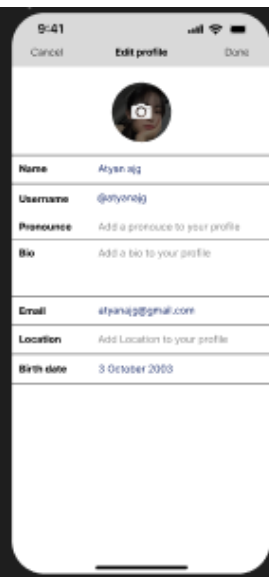 9:41
Cancel Edit profile Done
Name Atyan ajg
Username @atyanajg
Pronounce Add a pronouce to your profile
Bio Add a bio to your profile
Email atyanajg@gmail.com
Location Add Location to your profile
Birth date 3 October 2003